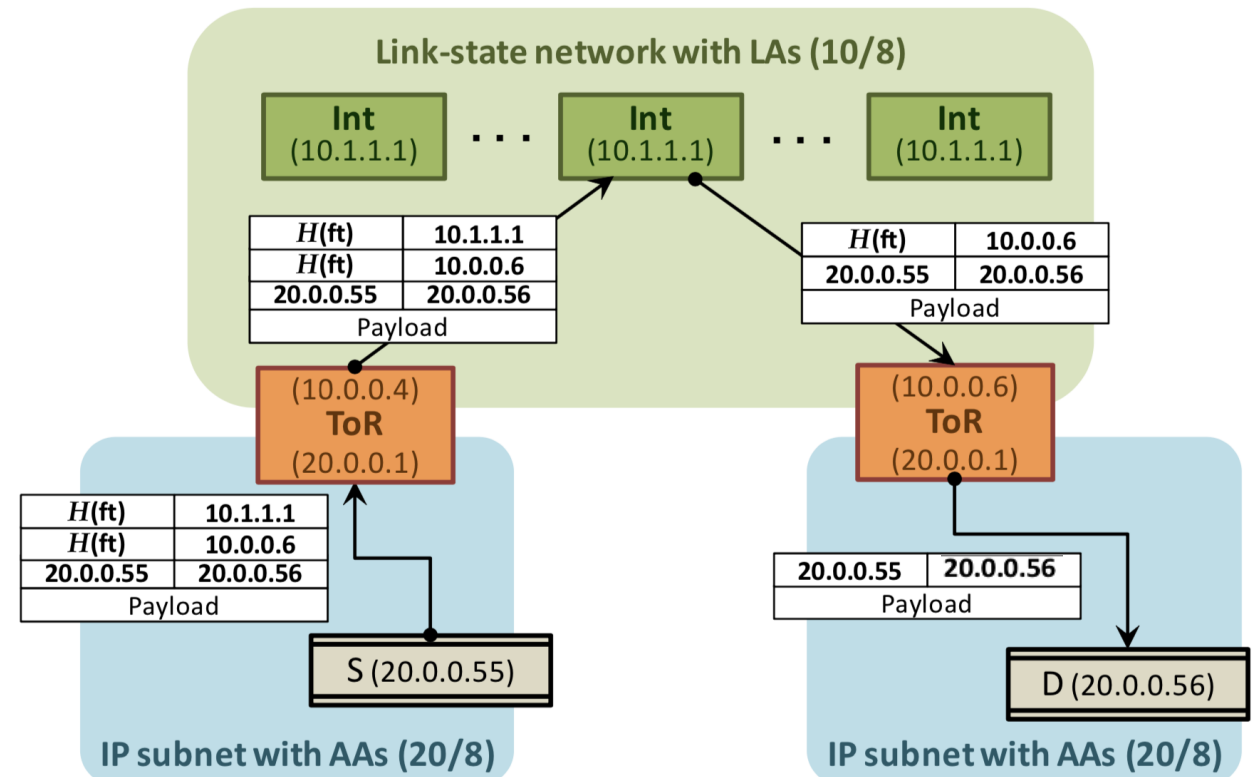 Link-state network with LAs (10/8)
Int
(10.1.1.1)
. . .
Int
(10.1.1.1)
. . .
Int
(10.1.1.1)
H(ft) 10.1.1.1
H(ft) 10.0.0.6
20.0.0.55 20.0.0.56
Payload
H(ft) 10.0.0.6
20.0.0.55 20.0.0.56
Payload
(10.0.0.4)
ToR
(20.0.0.1)
(10.0.0.6)
ToR
(20.0.0.1)
H(ft) 10.1.1.1
H(ft) 10.0.0.6
20.0.0.55 20.0.0.56
Payload
20.0.0.55 20.0.0.56
Payload
S (20.0.0.55)
D (20.0.0.56)
IP subnet with AAs (20/8)
IP subnet with AAs (20/8)